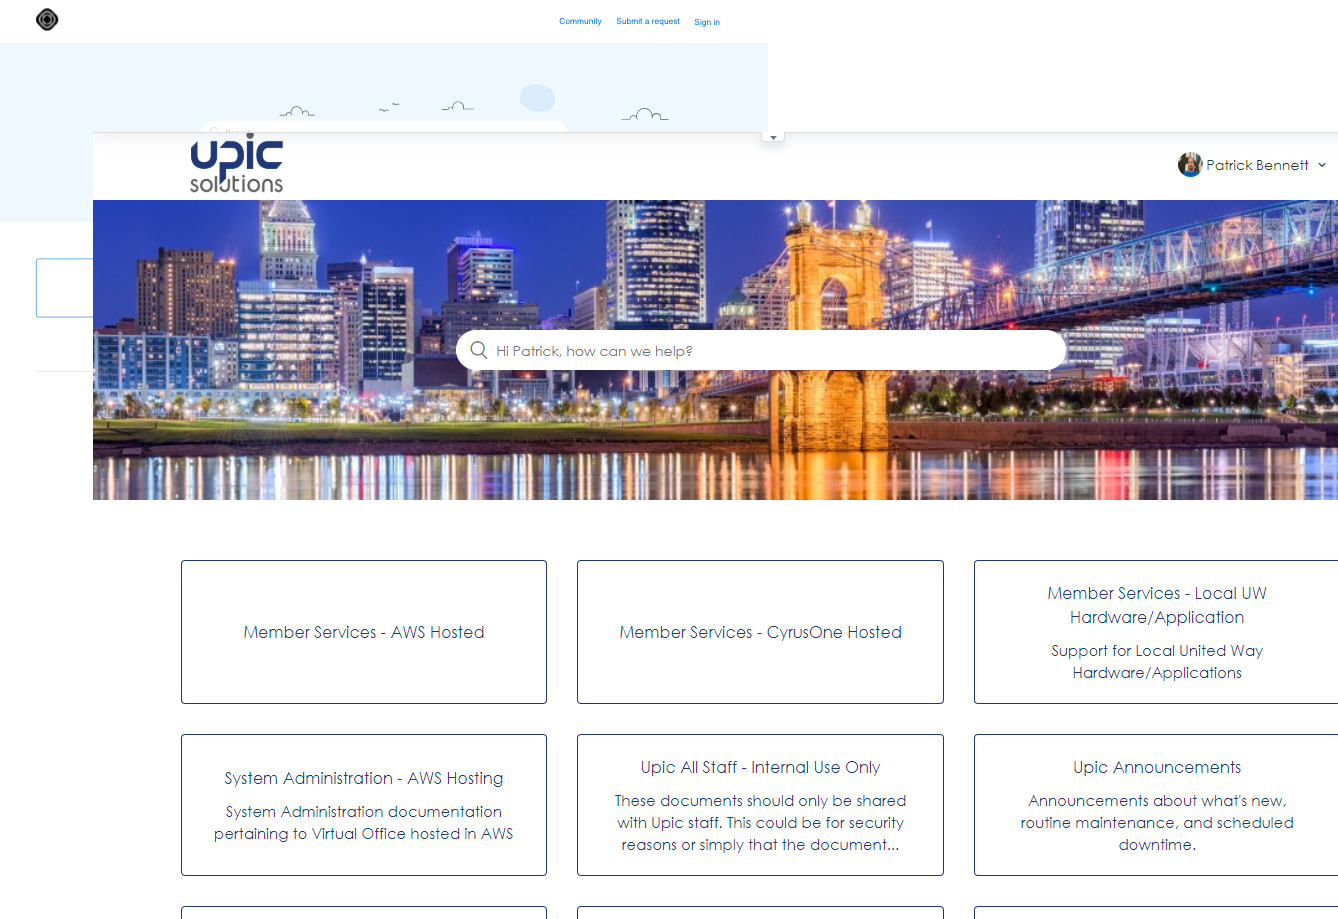 Community Submit a request Sign in
upic
solutions
Patrick Bennett
Hi Patrick, how can we help?
Member Services - AWS Hosted
Member Services - CyrusOne Hosted
Member Services - Local UW
Hardware/Application
Support for Local United Way
Hardware/Applications
System Administration - AWS Hosting
System Administration documentation
pertaining to Virtual Office hosted in AWS
Upic All Staff - Internal Use Only
These documents should only be shared
with Upic staff. This could be for security
reasons or simply that the document...
Upic Announcements
Announcements about what's new,
routine maintenance, and scheduled
downtime.